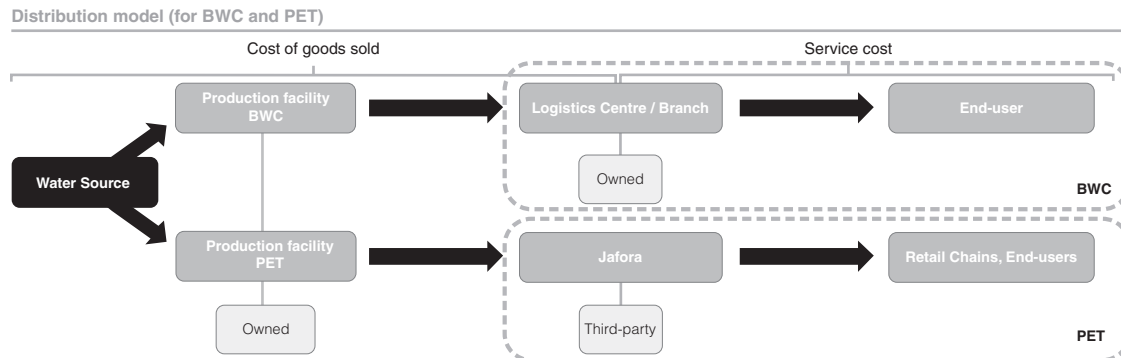 Distribution model (for BWC and PET)
Cost of goods sold
Service cost
Production facility
BWC
Logistics Centre / Branch
End-user
Water Source
Owned
BWC
Production facility
PET
Jafora
Retail Chains, End-users
Owned
Third-party
PET